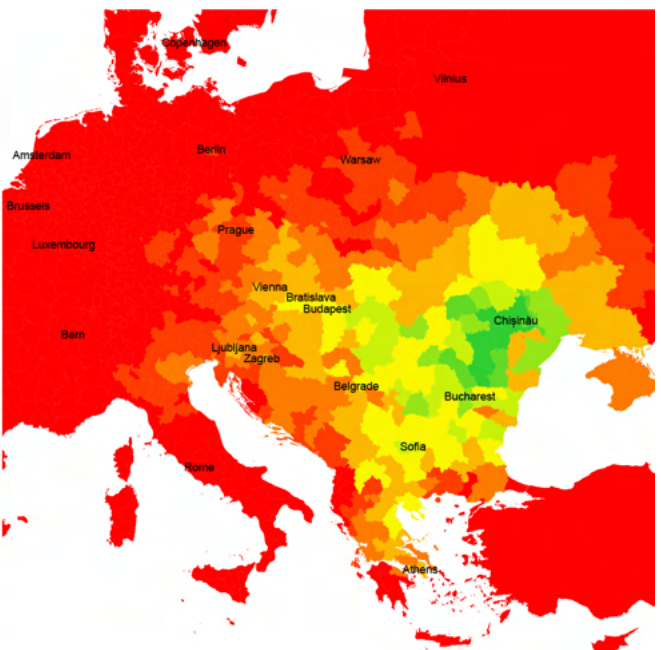 Copenhagen
Vilnius
Berlin
Amsterdam
Warsaw
Brussels
Prague
Luxembourg
Vienna
Bratislava
Budapest
Chișinău
Bern
Ljubljana
Zagreb
Belgrade
Bucharest
Sofia
Rome
Athens